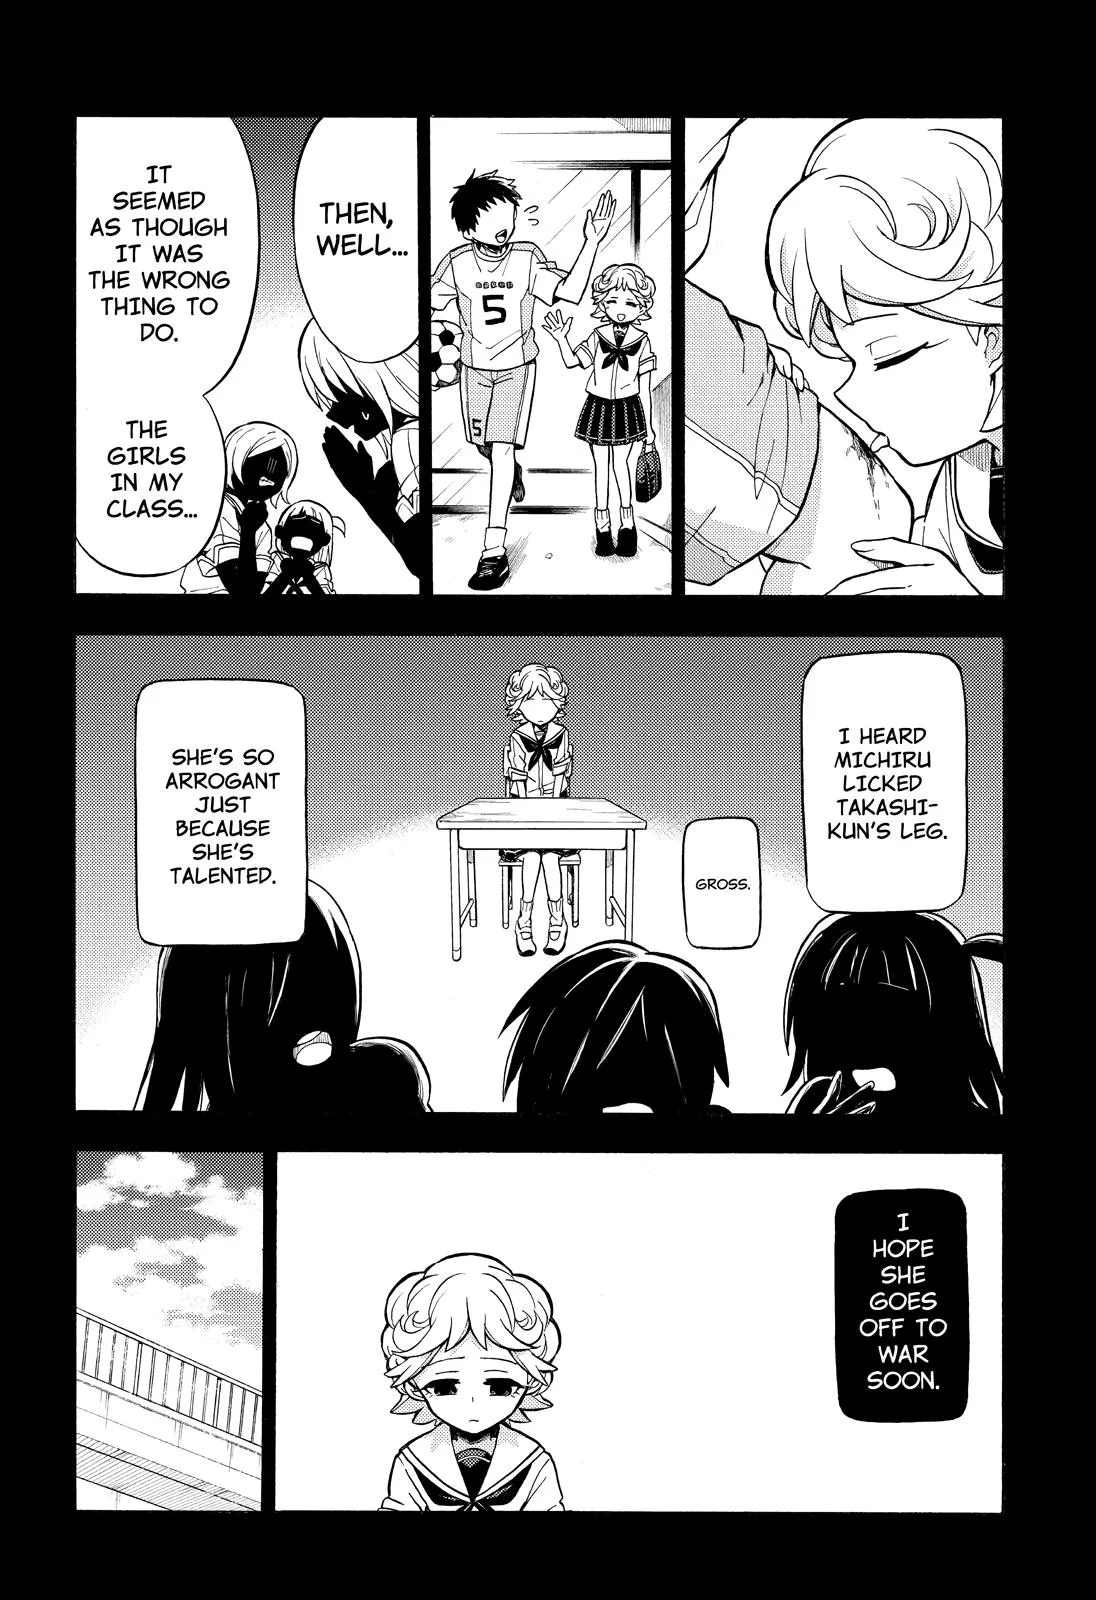 THEN,
WELL...
IT
SEEMED
AS THOUGH
IT WAS
THE WRONG
THING TO
DO.
THE
GIRLS
IN MY
CLASS...
5
5
I HEARD
MICHIRU
LICKED
TAKASHI-
KUN'S LEG.
GROSS.
SHE'S SO
ARROGANT
JUST
BECAUSE
SHE'S
TALENTED.
I
HOPE
SHE
GOES
OFF TO
WAR
SOON.